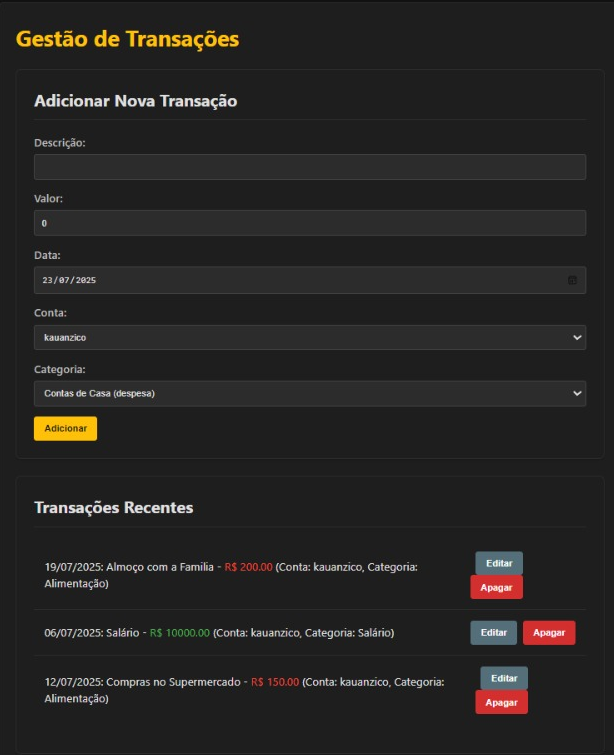 Gestão de Transações
Adicionar Nova Transação
Descrição:
Valor:
0
Data:
23/07/2025
Conta:
kauanzico
Categoria:
Contas de Casa (despesa)
Adicionar
Transações Recentes
19/07/2025: Almoço com a Familia - R$ 200.00 (Conta: kauanzico, Categoria:
Alimentação)
Editar
Apagar
06/07/2025: Salário - R$ 10000.00 (Conta: kauanzico, Categoria: Salário)
Editar
Apagar
12/07/2025: Compras no Supermercado - R$ 150.00 (Conta: kauanzico, Categoria:
Alimentação)
Editar
Apagar